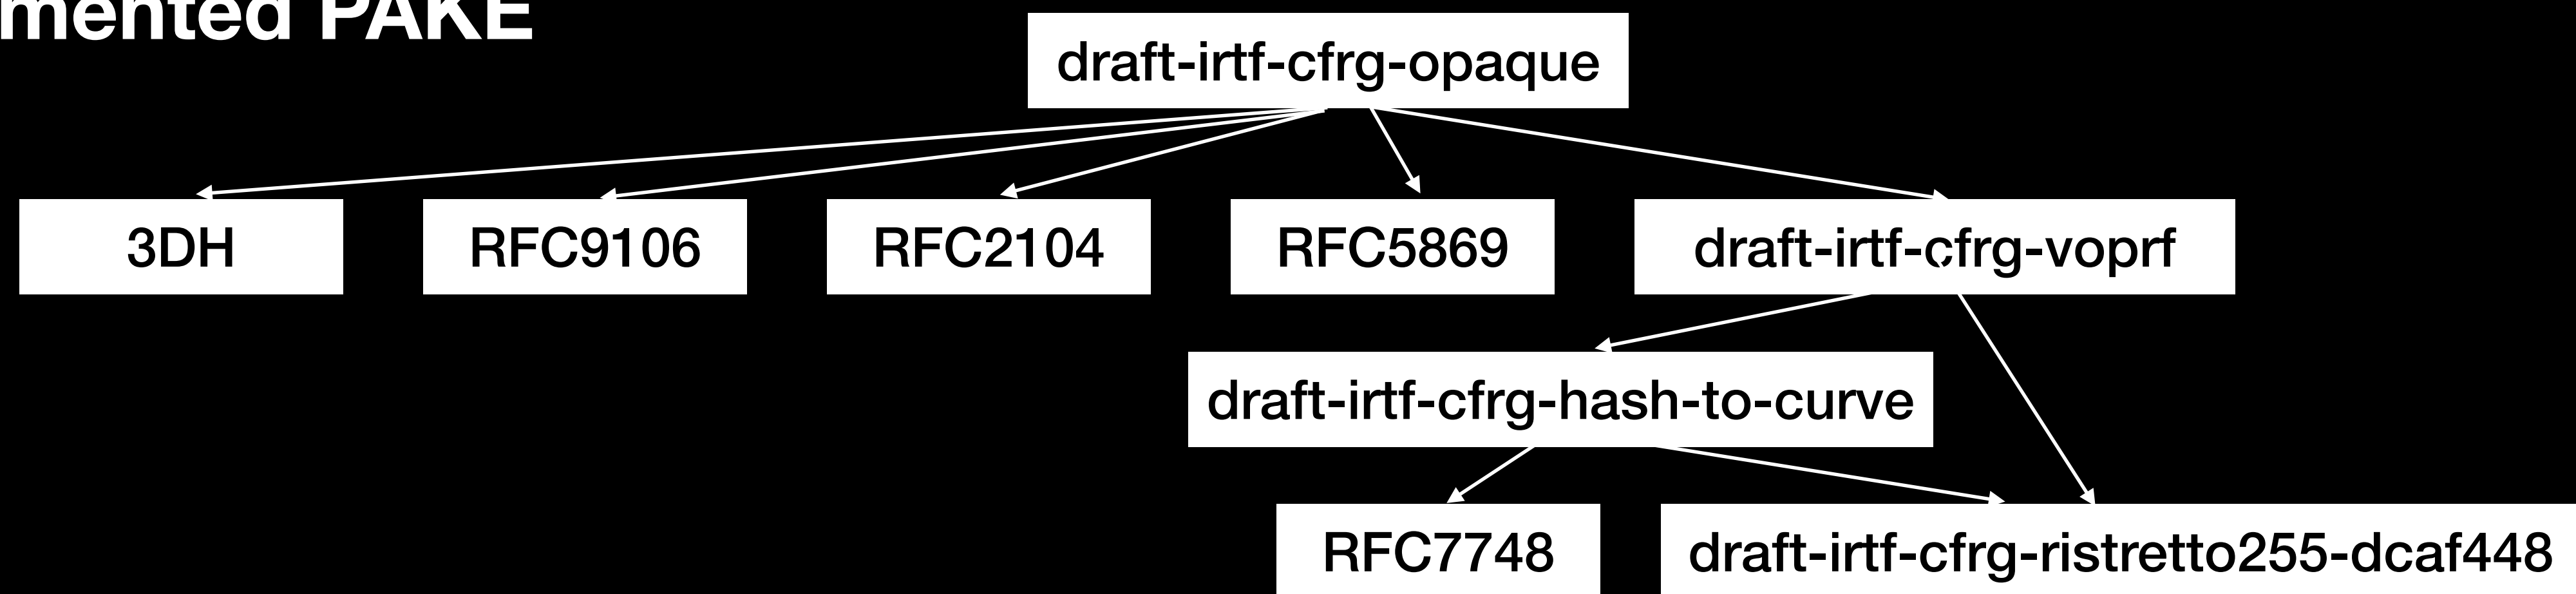 mented PAKE
draft-irtf-cfrg-opaque
3DH
RFC9106
RFC2104
RFC5869
draft-irtf-cfrg-voprf
draft-irtf-cfrg-hash-to-curve
RFC7748
draft-irtf-cfrg-ristretto255-dcaf448